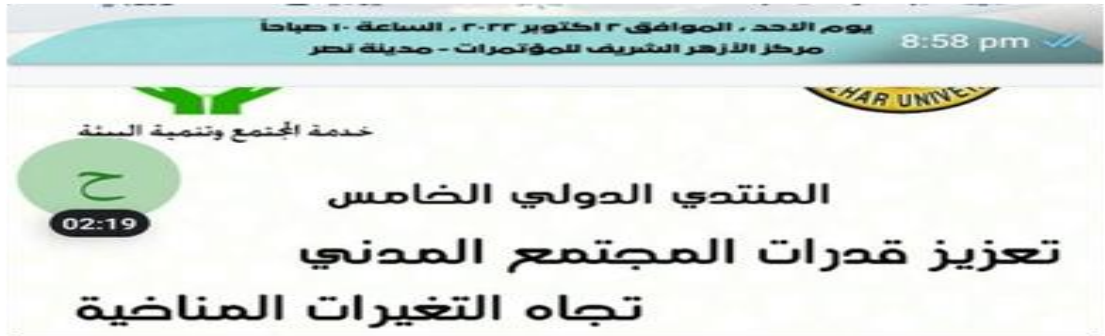 يوم الاحد ، الموافق ٢ اكتوبر ٢٠٢٢ ، الساعة ١٠ صباحاً
مركز الأزهر الشريف للمؤتمرات - مدينة نصر
8:58 pm
HAR UNIVE
خدمة المجتمع وتنمية البيئة
ح
02:19
المنتدي الدولي الخامس
تعزيز قدرات المجتمع المدني
تجاه التغيرات المناخية